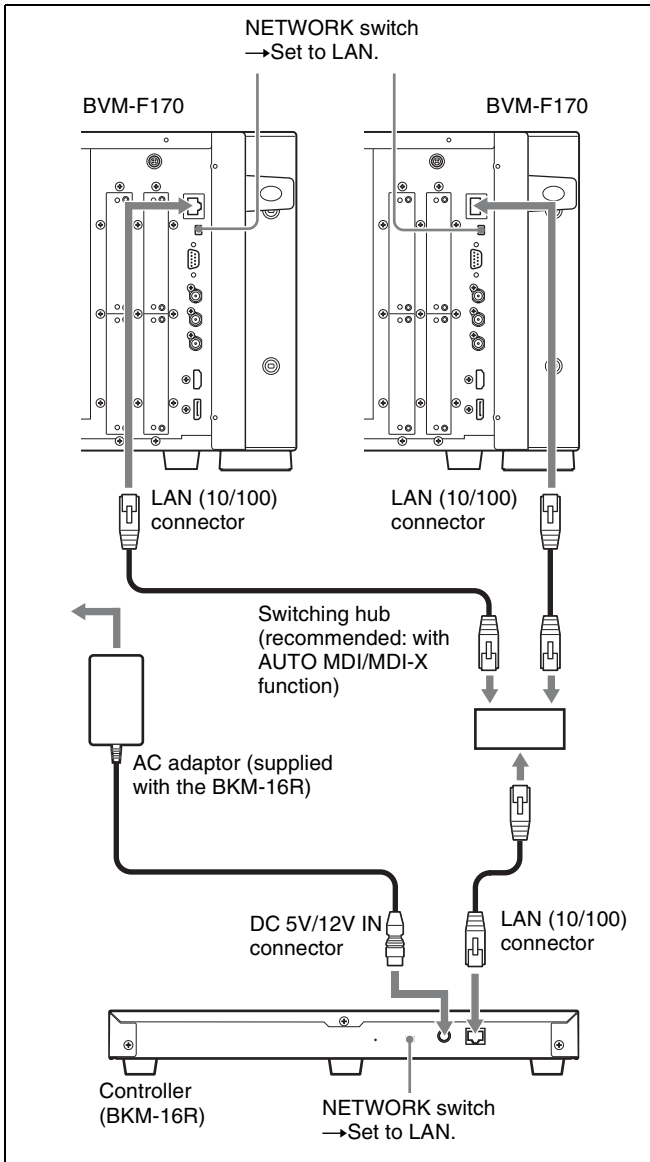 NETWORK switch
→Set to LAN.
BVM-F170
BVM-F170
LAN (10/100)
connector
LAN (10/100)
connector
Switching hub
(recommended: with
AUTO MDI/MDI-X
function)
AC adaptor (supplied
with the BKM-16R)
DC 5V/12V IN
connector
LAN (10/100)
connector
Controller
(BKM-16R)
NETWORK switch
→Set to LAN.